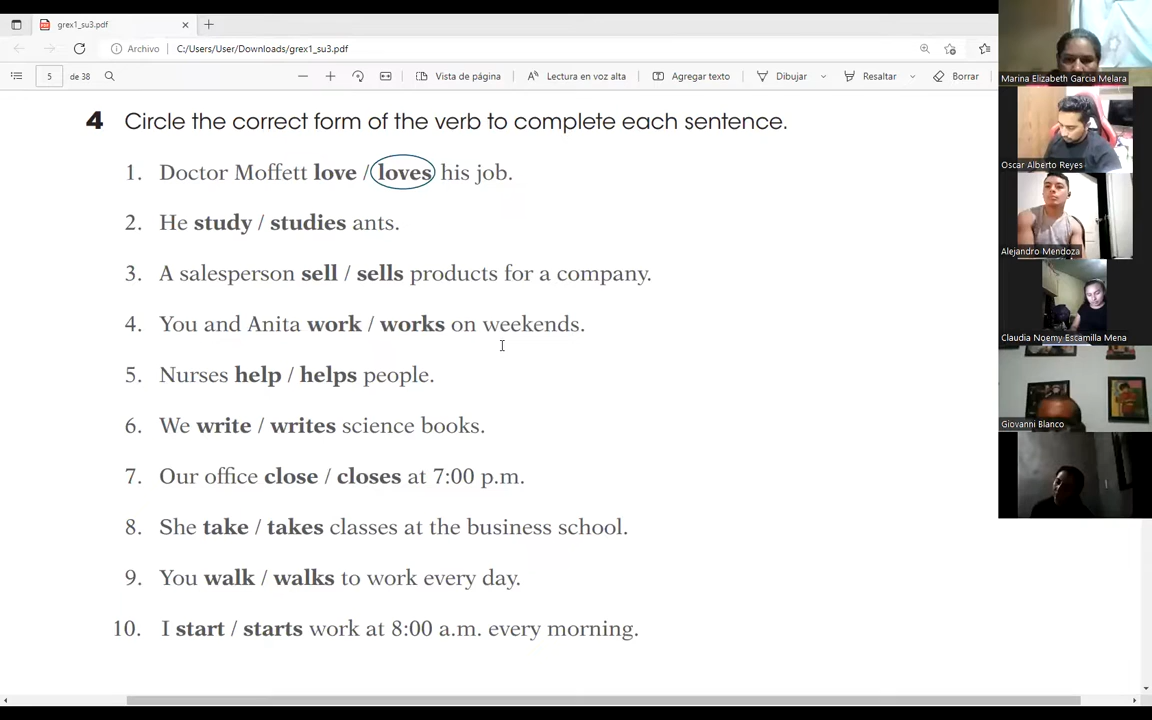 grex1_su3.pdf
Archivo
C:/Users/User/Downloads/grex1_su3.pdf
5
de 38
Vista de página
Lectura en voz alta
Agregar texto
Dibujar
Resaltar
Borrar
4 Circle the correct form of the verb to complete each sentence.
1. Doctor Moffett love / loves his job.
2. He study / studies ants.
3. A salesperson sell / sells products for a company.
4. You and Anita work / works on weekends.
5. Nurses help / helps people.
6. We write / writes science books.
7. Our office close / closes at 7:00 p.m.
8. She take / takes classes at the business school.
9. You walk / walks to work every day.
10. I start / starts work at 8:00 a.m. every morning.
Marina Elizabeth Garcia Melara
Oscar Alberto Reyes
Alejandro Mendoza
Claudia Noemy Escamilla Mena
Giovanni Blanco